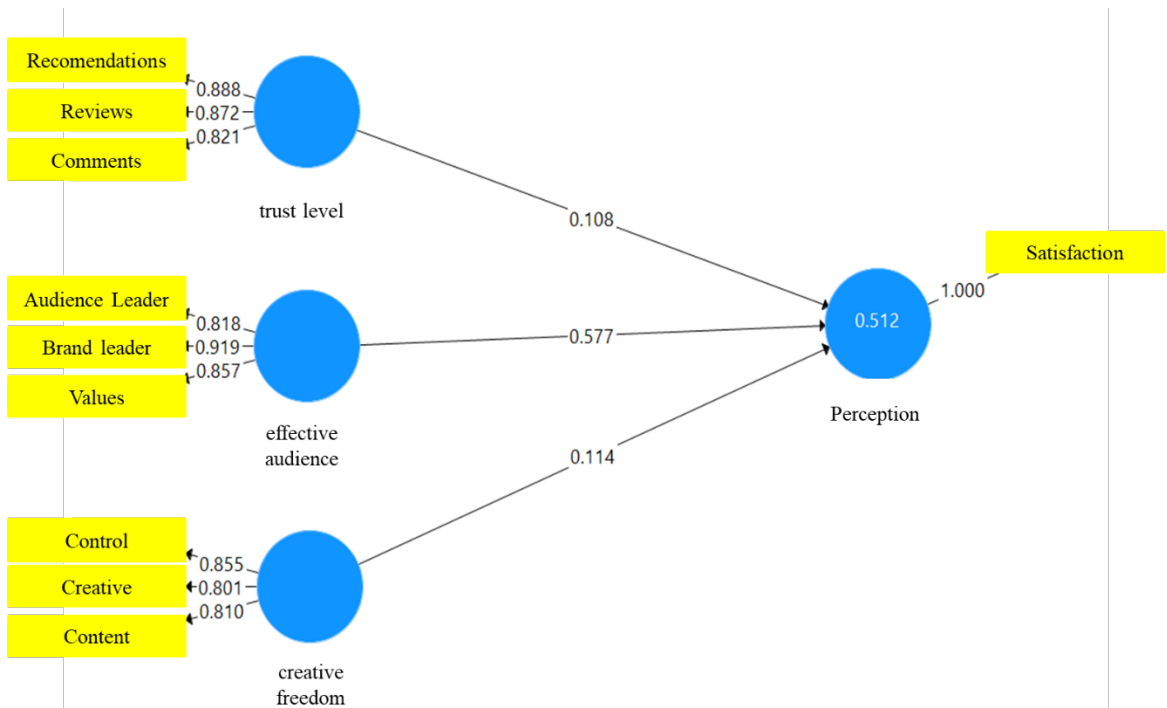 Recomendations
Reviews
Comments
0.888
0.872
0.821
trust level
0.108
Audience Leader
Brand leader
Values
0.818
0.919
0.857
effective
audience
0.577
Control
Creative
Content
0.855
0.801
0.810
creative
freedom
0.114
0.512
Perception
1.000
Satisfaction